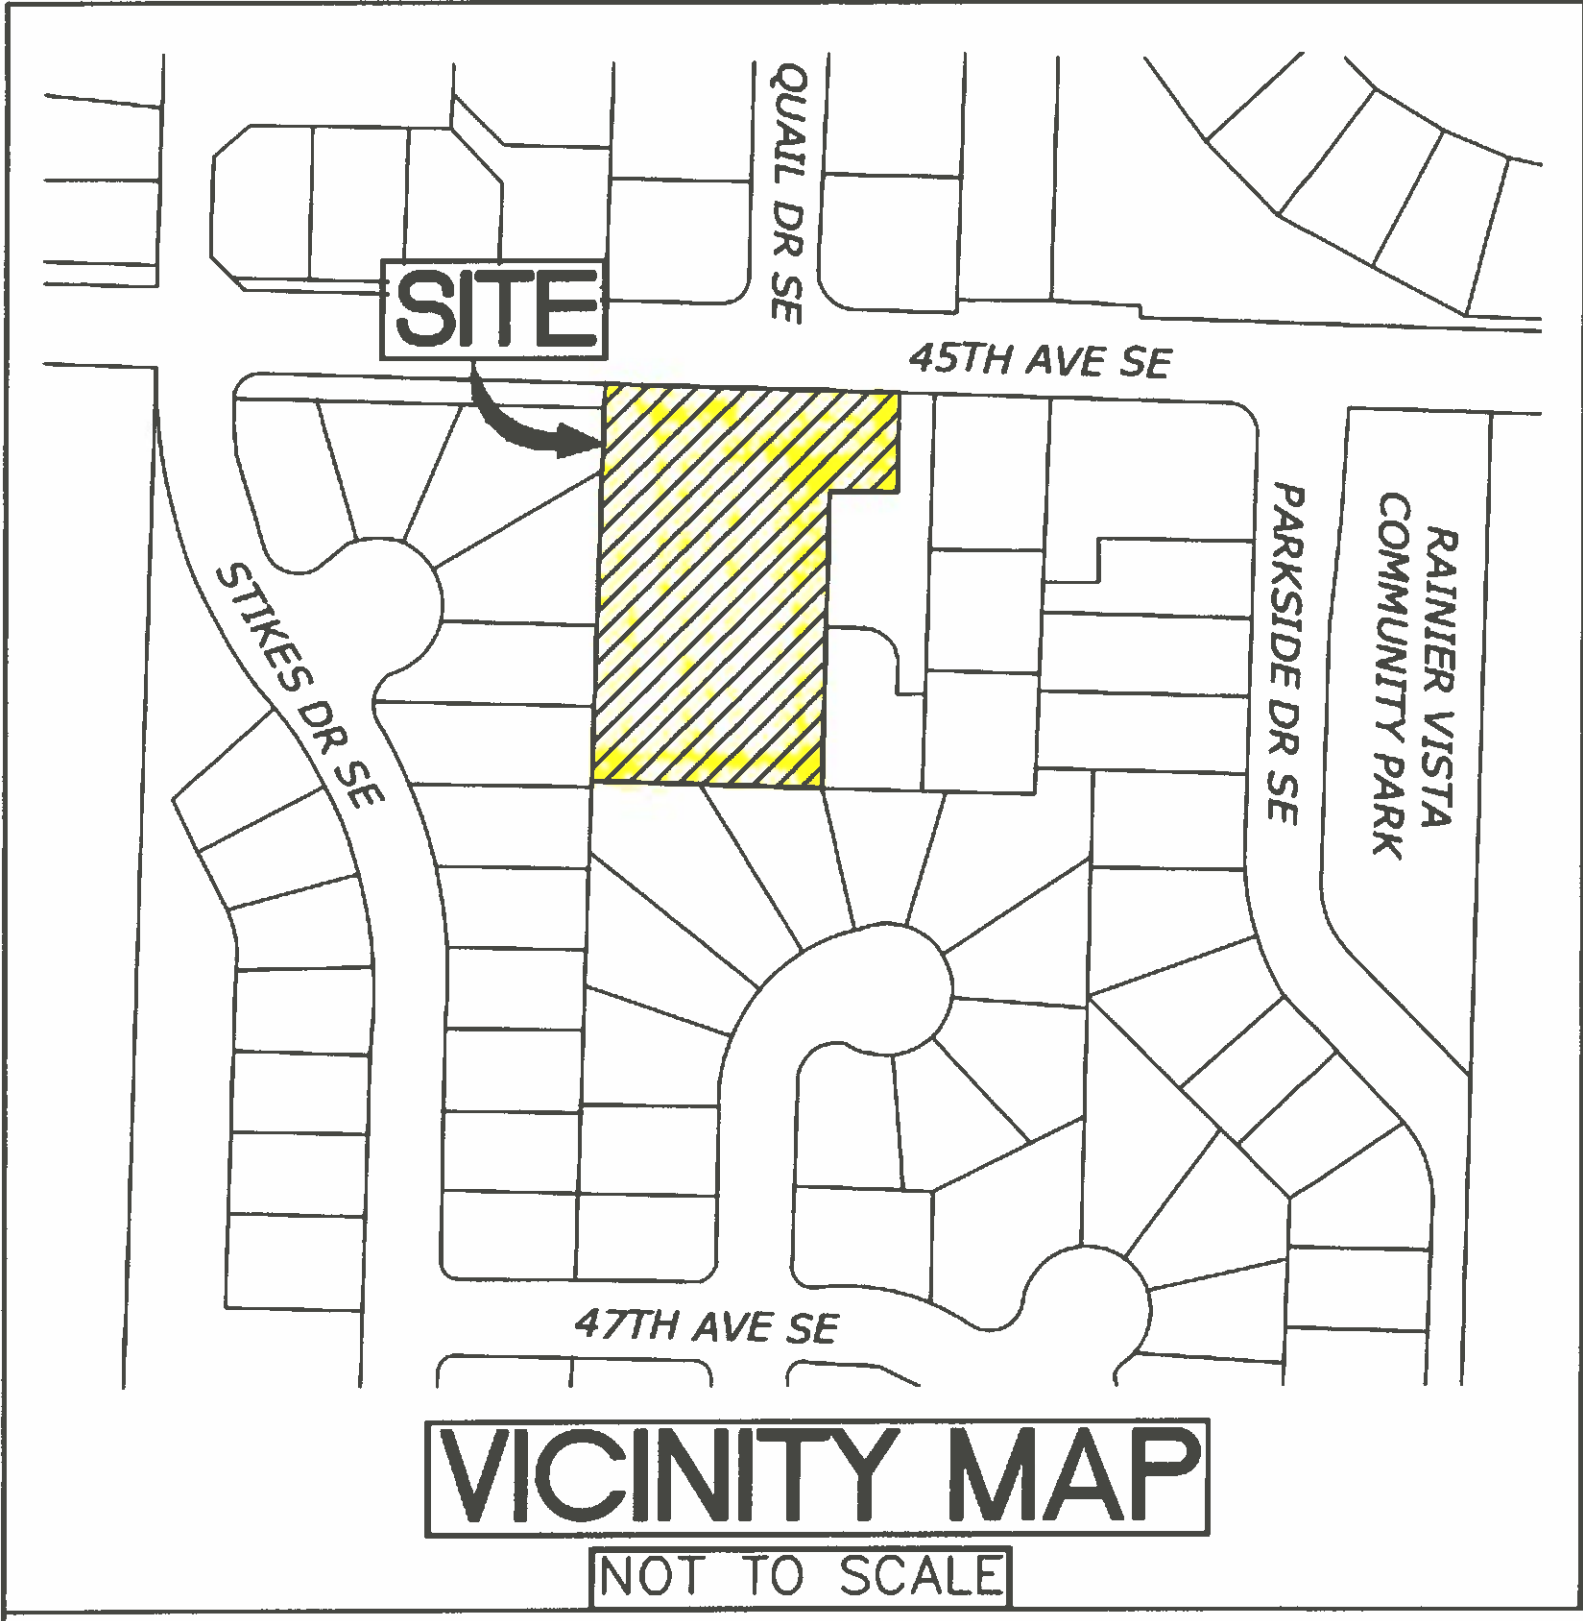 QUAIL DR SE
SITE
45TH AVE SE
STIKES DR SE
PARKSIDE DR SE
RAINIER VISTA
COMMUNITY PARK
47TH AVE SE
VICINITY MAP
NOT TO SCALE